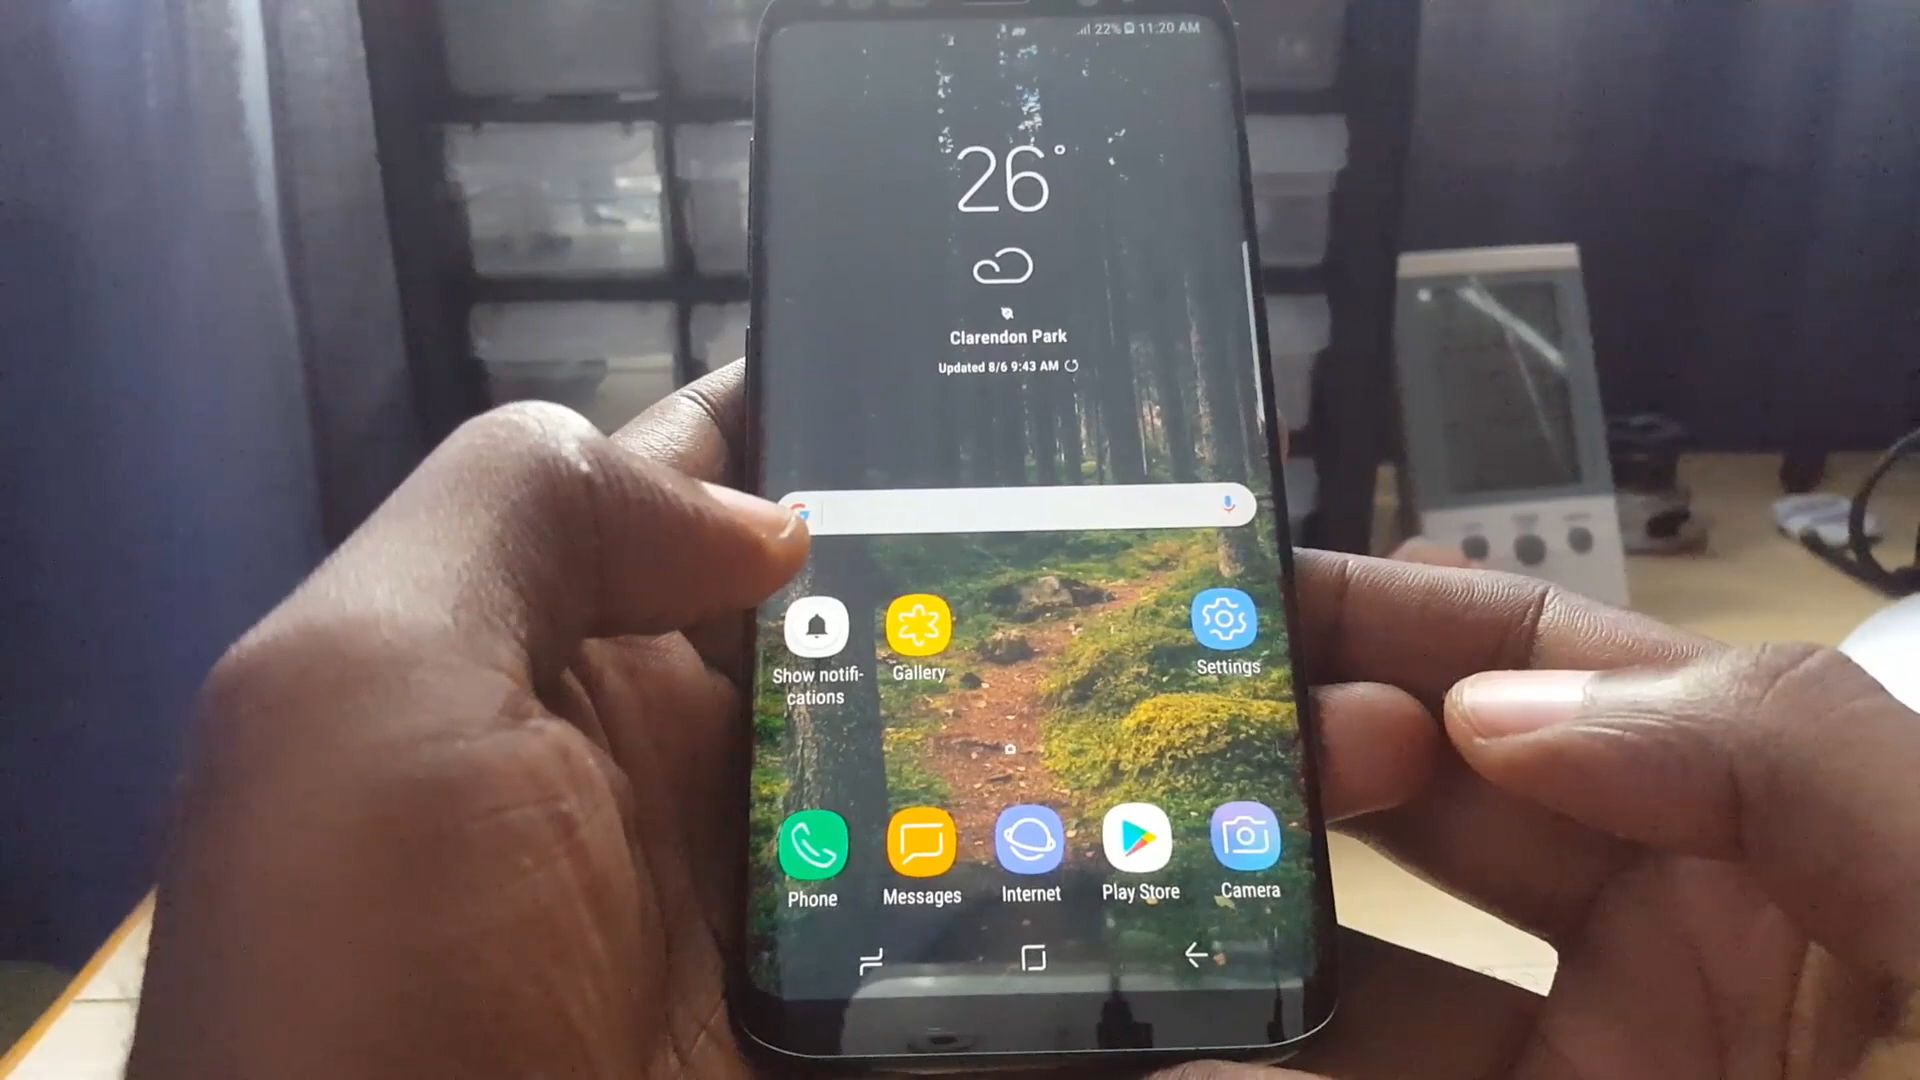 22% 11:20 AM
26°
Clarendon Park
Updated 8/6 9:43 AM
Show notifi-
cations
Gallery
Settings
Phone
Messages
Internet
Play Store
Camera